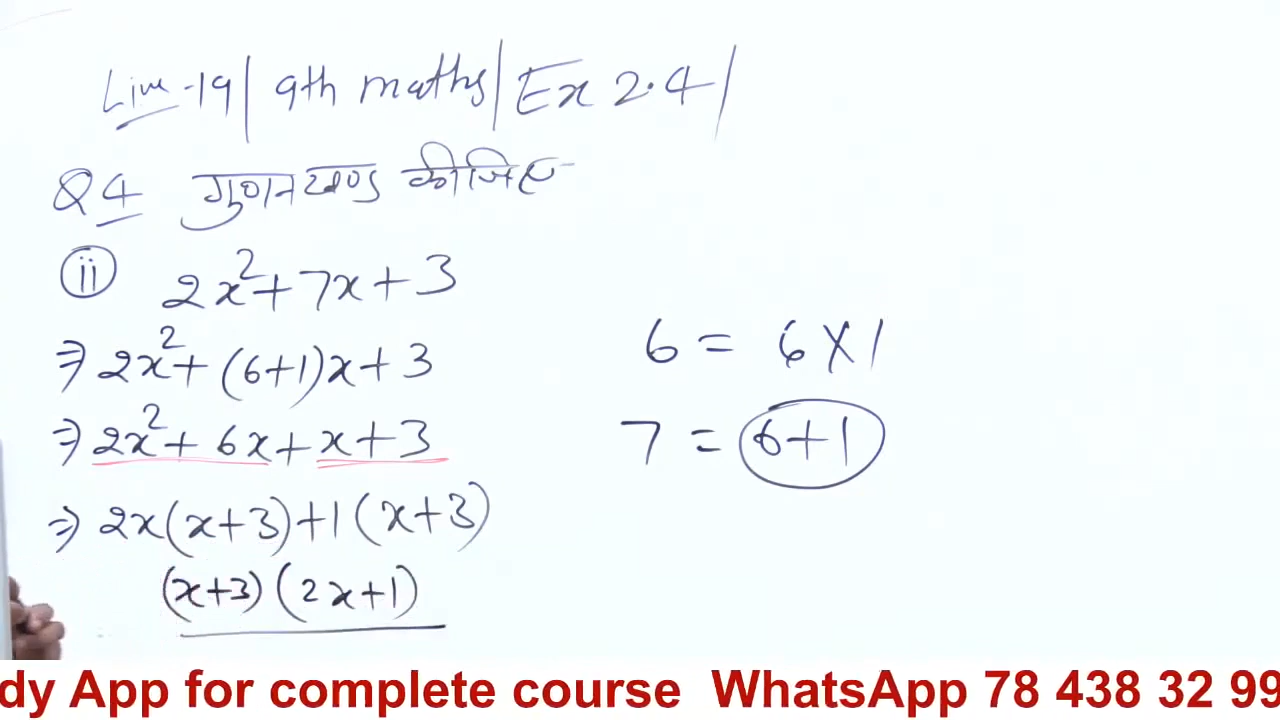 Live-19 | 9th maths | Ex 2.4 |
Q4 गुणनखण्ड कीजिए
ii 2x² + 7x + 3
⇒ 2x² + (6+1)x + 3
6 = 6 × 1
⇒ 2x² + 6x + x + 3
7 = 6+1
⇒ 2x(x+3) + 1(x+3)
(x+3) (2x+1)
dy App for complete course WhatsApp 78 438 32 99